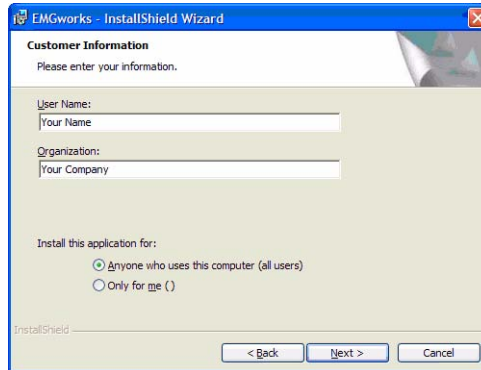 EMGworks - InstallShield Wizard
Customer Information
Please enter your information.
User Name:
Your Name
Organization:
Your Company
Install this application for:
Anyone who uses this computer (all users)
Only for me ( )
InstallShield
< Back Next > Cancel